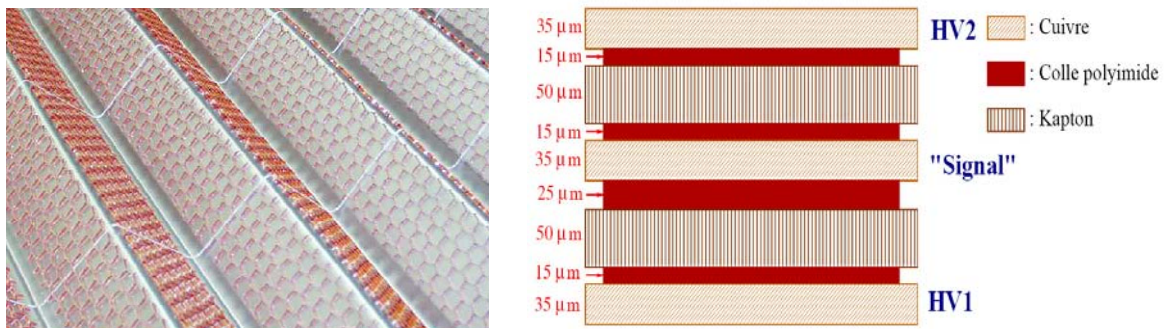 35 µm
HV2
: Cuivre
15 µm
: Colle polyimide
50 µm
: Kapton
15 µm
35 µm
"Signal"
25 µm
50 µm
15 µm
35 µm
HV1